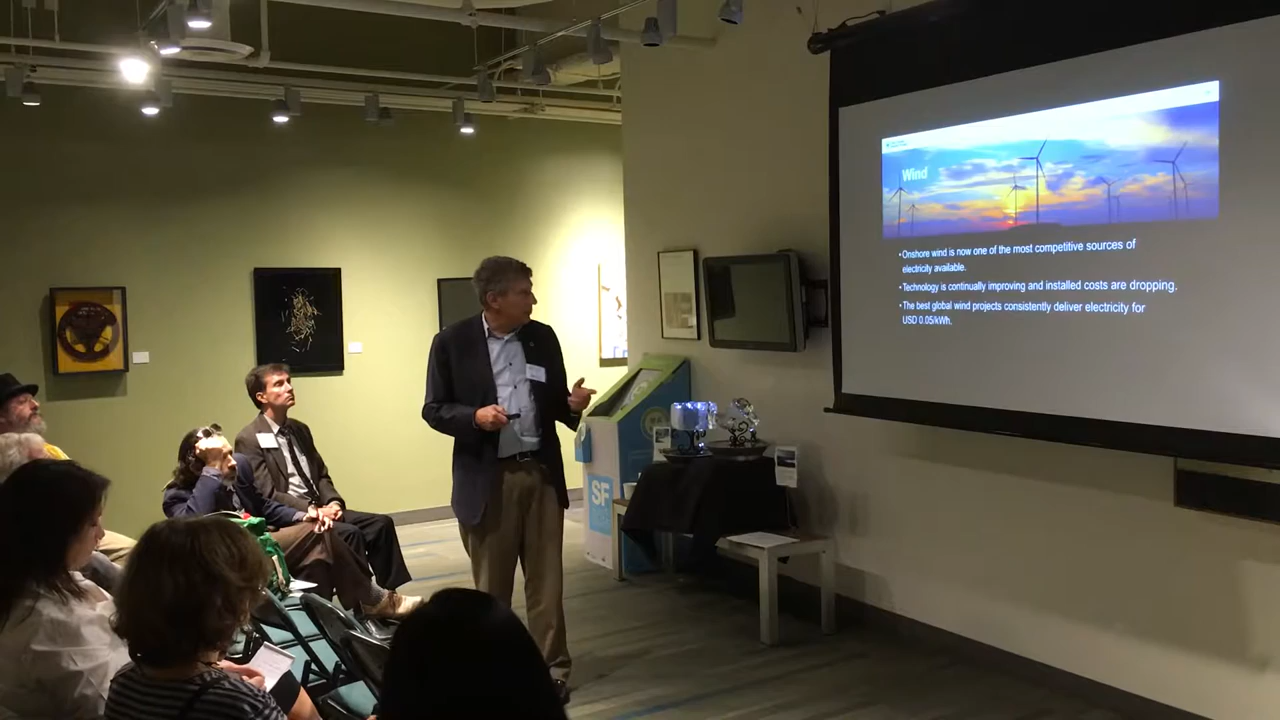 Wind
•Onshore wind is now one of the most competitive sources of
electricity available.
•Technology is continually improving and installed costs are dropping.
•The best global wind projects consistently deliver electricity for
USD 0.05/kWh.
SF